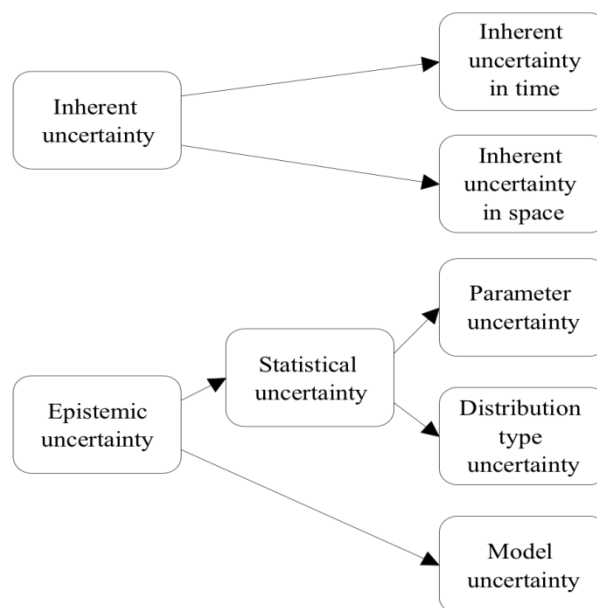 Inherent
uncertainty
Inherent
uncertainty
in time
Inherent
uncertainty
in space
Epistemic
uncertainty
Statistical
uncertainty
Parameter
uncertainty
Distribution
type
uncertainty
Model
uncertainty